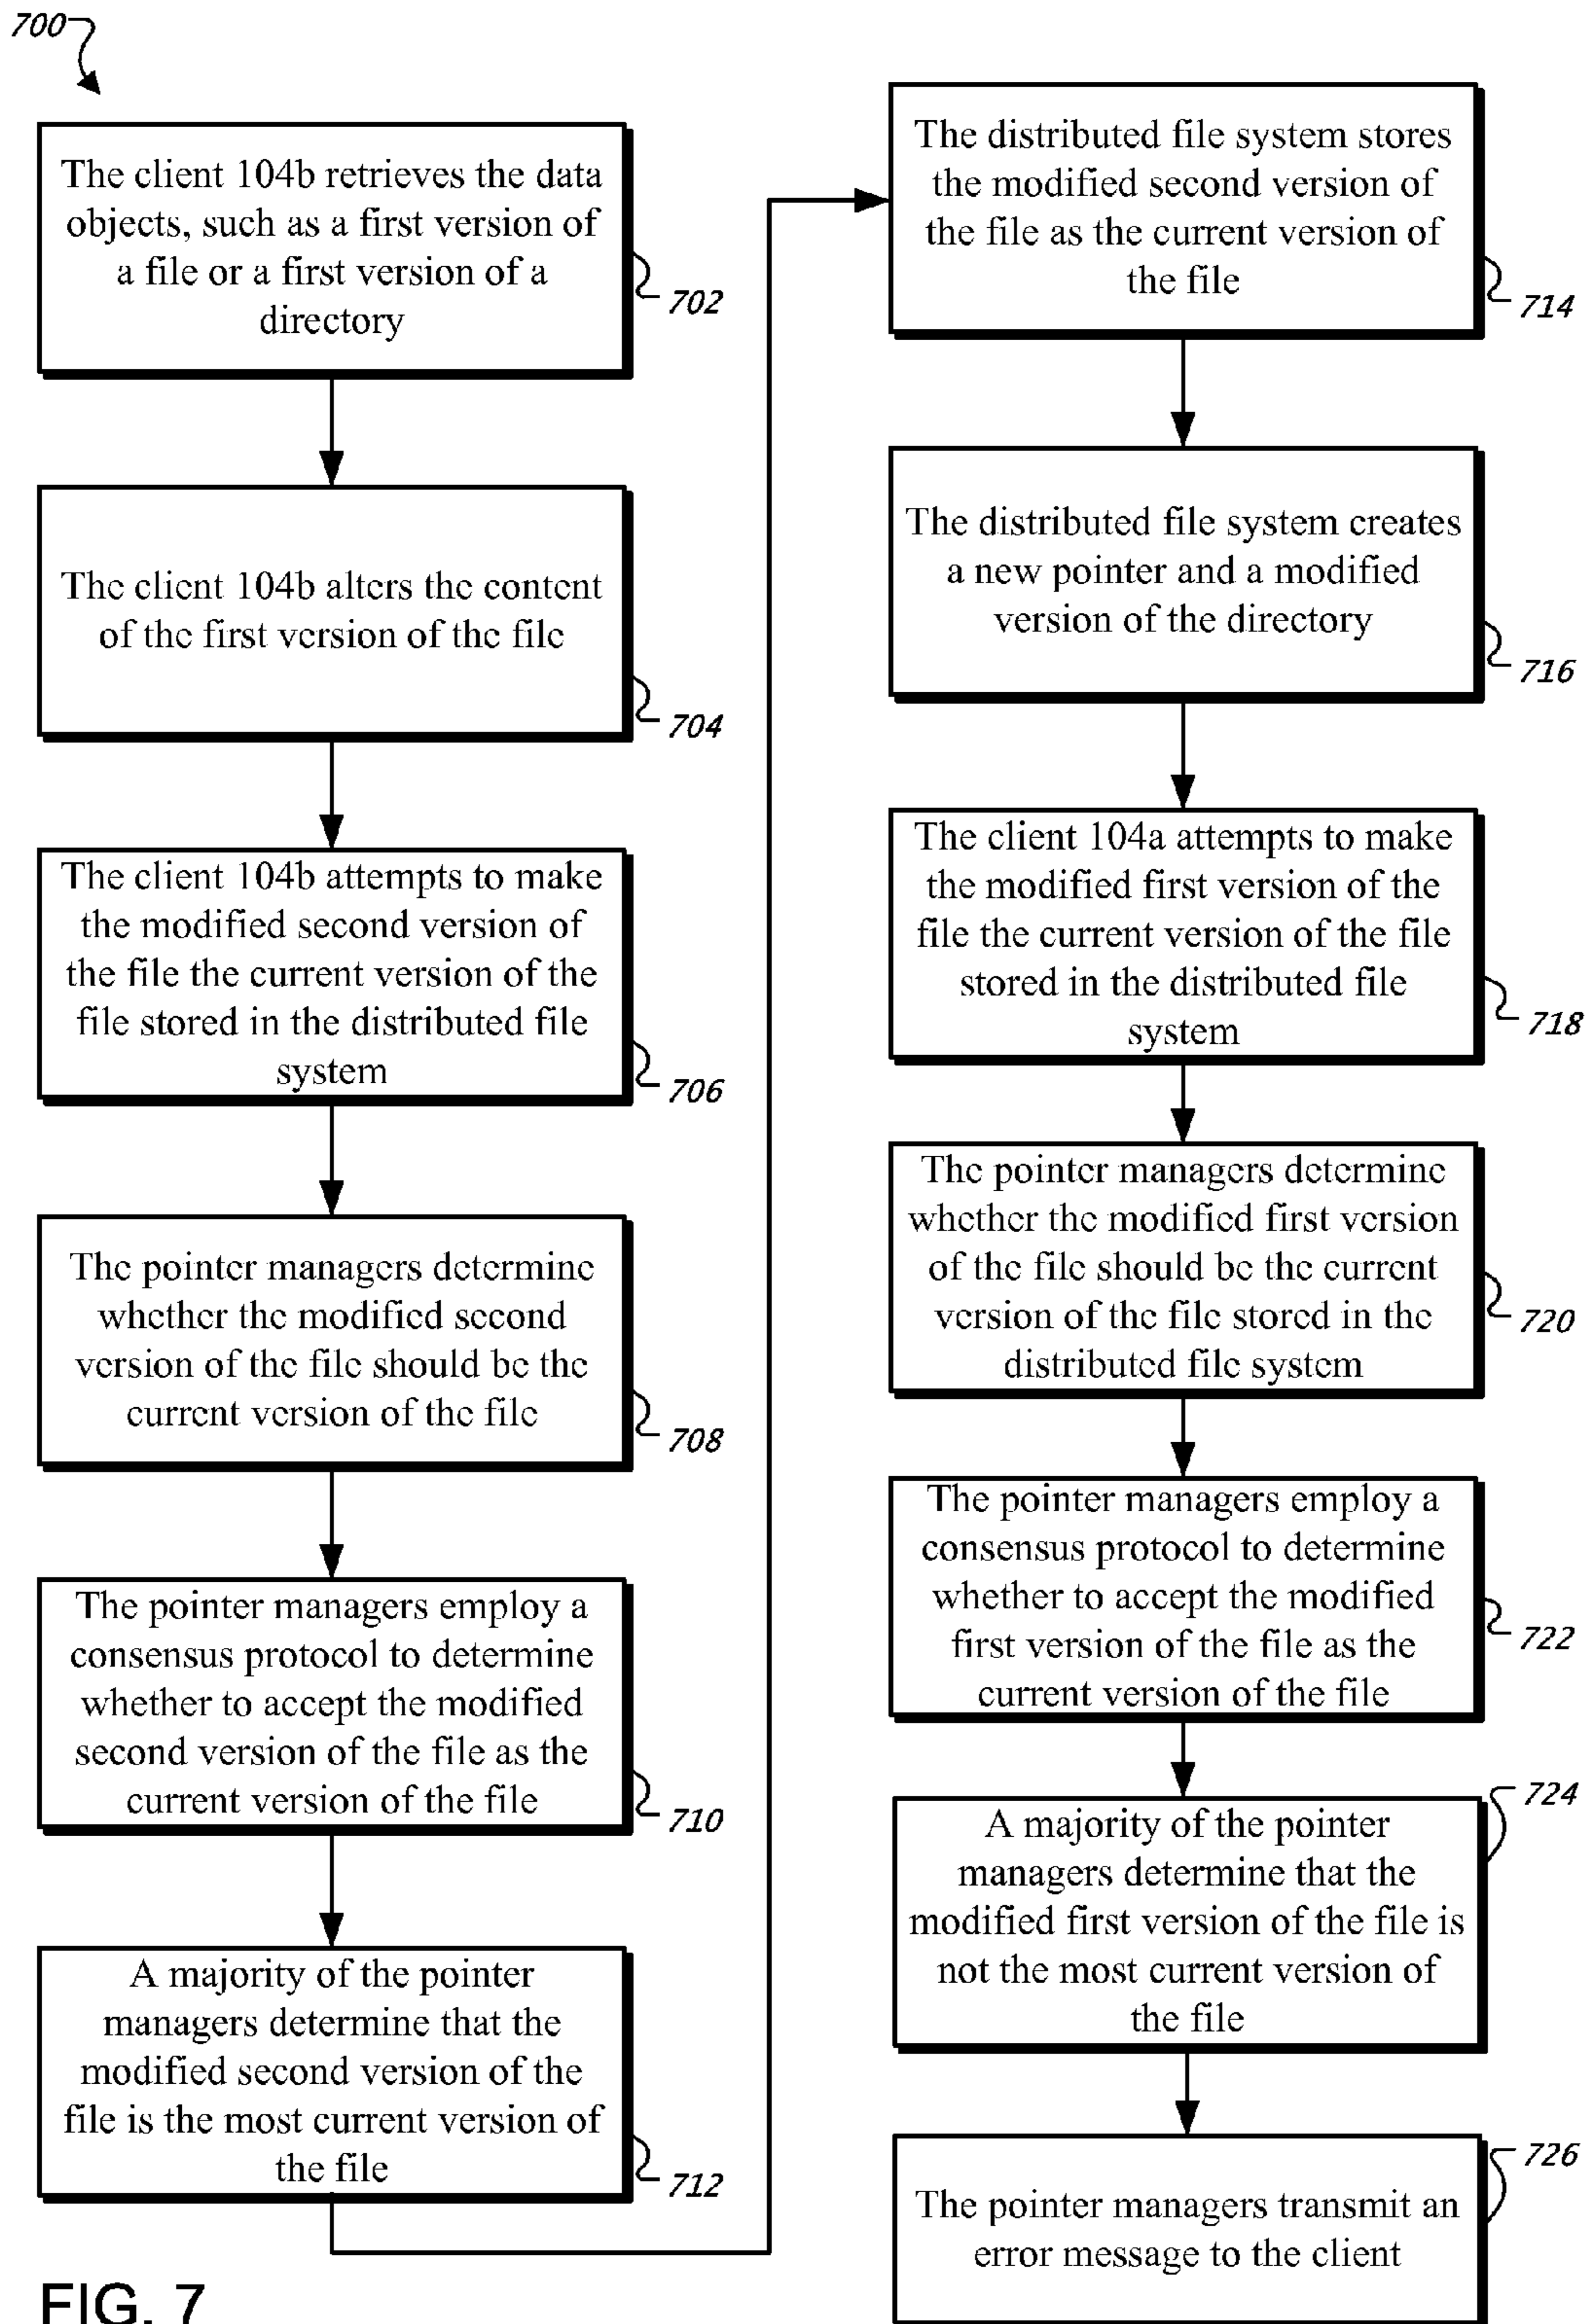 700
The client 104b retrieves the data
objects, such as a first version of
a file or a first version of a
directory
702
The client 104b alters the content
of the first version of the file
704
The client 104b attempts to make
the modified second version of
the file the current version of the
file stored in the distributed file
system
706
The pointer managers determine
whether the modified second
version of the file should be the
current version of the file
708
The pointer managers employ a
consensus protocol to determine
whether to accept the modified
second version of the file as the
current version of the file
710
A majority of the pointer
managers determine that the
modified second version of the
file is the most current version of
the file
712
The distributed file system stores
the modified second version of
the file as the current version of
the file
714
The distributed file system creates
a new pointer and a modified
version of the directory
716
The client 104a attempts to make
the modified first version of the
file the current version of the file
stored in the distributed file
system
718
The pointer managers determine
whether the modified first version
of the file should be the current
version of the file stored in the
distributed file system
720
The pointer managers employ a
consensus protocol to determine
whether to accept the modified
first version of the file as the
current version of the file
722
A majority of the pointer
managers determine that the
modified first version of the file is
not the most current version of
the file
724
The pointer managers transmit an
error message to the client
726
FIG. 7